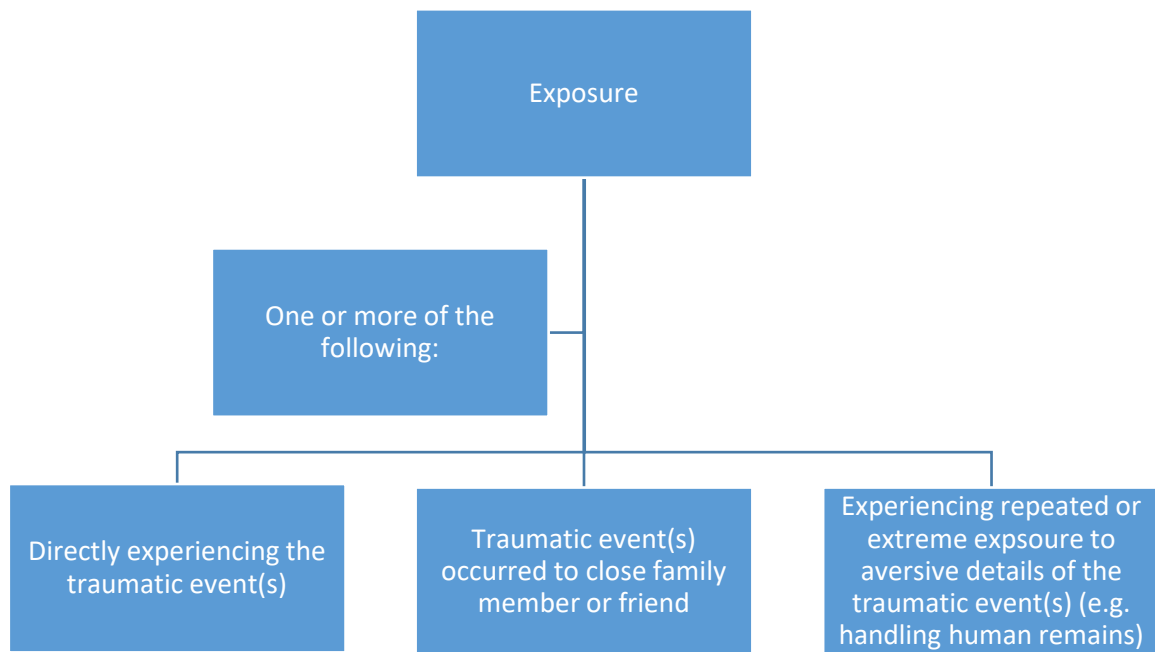 Exposure
One or more of the
following:
Directly experiencing the
traumatic event(s)
Traumatic event(s)
occurred to close family
member or friend
Experiencing repeated or
extreme expsoure to
aversive details of the
traumatic event(s) (e.g.
handling human remains)